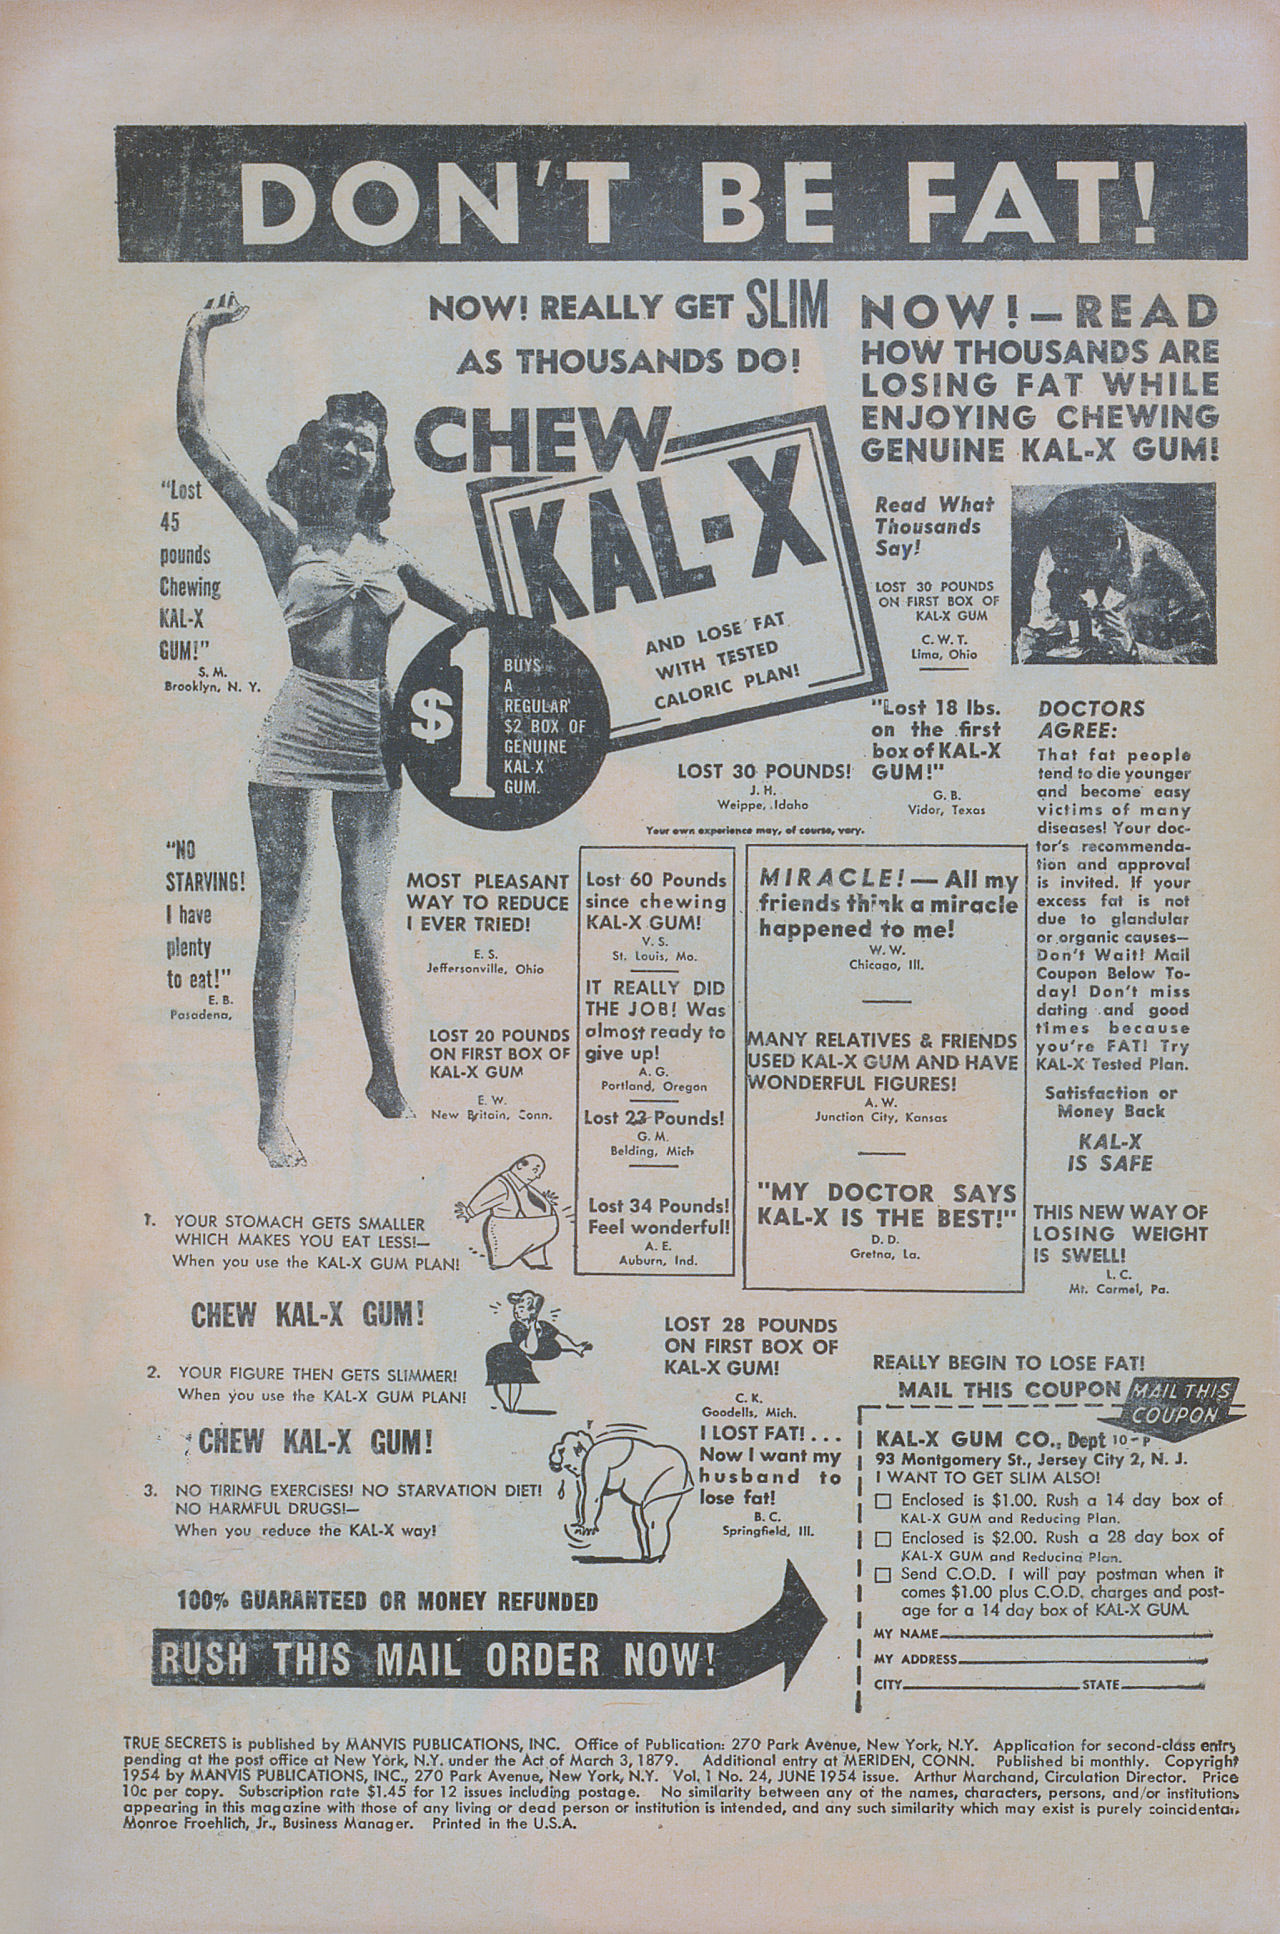 DON'T BE FAT!
NOW! REALLY GET SLIM
AS THOUSANDS DO!
CHEW
KAL-X
AND LOSE FAT
WITH TESTED
CALORIC PLAN!
"Lost
45
pounds
Chewing
KAL-X
GUM!"
S. M.
Brooklyn, N. Y.
$1
BUYS
A
REGULAR
$2 BOX OF
GENUINE
KAL-X
GUM.
NOW!—READ
HOW THOUSANDS ARE
LOSING FAT WHILE
ENJOYING CHEWING
GENUINE KAL-X GUM!
Read What
Thousands
Say!
LOST 30 POUNDS
ON FIRST BOX OF
KAL-X GUM
C. W. T.
Lima, Ohio
"Lost 18 lbs.
on the first
box of KAL-X
GUM!"
G. B.
Vidor, Texas
LOST 30 POUNDS!
J. H.
Weippe, Idaho
Your own experience may, of course, vary.
DOCTORS
AGREE:
That fat people
tend to die younger
and become easy
victims of many
diseases! Your doc-
tor's recommenda-
tion and approval
is invited. If your
excess fat is not
due to glandular
or organic causes—
Don't Wait! Mail
Coupon Below To-
day! Don't miss
dating and good
times because
you're FAT! Try
KAL-X Tested Plan.
Satisfaction or
Money Back
KAL-X
IS SAFE
THIS NEW WAY OF
LOSING WEIGHT
IS SWELL!
L. C.
Mt. Carmel, Pa.
"NO
STARVING!
I have
plenty
to eat!"
E. B.
Pasadena,
MOST PLEASANT
WAY TO REDUCE
I EVER TRIED!
E. S.
Jeffersonville, Ohio
LOST 20 POUNDS
ON FIRST BOX OF
KAL-X GUM
E. W.
New Britain, Conn.
Lost 60 Pounds
since chewing
KAL-X GUM!
V. S.
St. Louis, Mo.
IT REALLY DID
THE JOB! Was
almost ready to
give up!
A. G.
Portland, Oregon
Lost 23 Pounds!
G. M.
Belding, Mich
Lost 34 Pounds!
Feel wonderful!
A. E.
Auburn, Ind.
MIRACLE!—All my
friends think a miracle
happened to me!
W. W.
Chicago, Ill.
MANY RELATIVES & FRIENDS
USED KAL-X GUM AND HAVE
WONDERFUL FIGURES!
A. W.
Junction City, Kansas
"MY DOCTOR SAYS
KAL-X IS THE BEST!"
D. D.
Gretna, La.
1. YOUR STOMACH GETS SMALLER
WHICH MAKES YOU EAT LESS!—
When you use the KAL-X GUM PLAN!
CHEW KAL-X GUM!
2. YOUR FIGURE THEN GETS SLIMMER!
When you use the KAL-X GUM PLAN!
CHEW KAL-X GUM!
3. NO TIRING EXERCISES! NO STARVATION DIET!
NO HARMFUL DRUGS!—
When you reduce the KAL-X way!
LOST 28 POUNDS
ON FIRST BOX OF
KAL-X GUM!
C. K.
Goodells, Mich.
I LOST FAT!...
Now I want my
husband to
lose fat!
B. C.
Springfield, Ill.
100% GUARANTEED OR MONEY REFUNDED
RUSH THIS MAIL ORDER NOW!
REALLY BEGIN TO LOSE FAT!
MAIL THIS COUPON
MAIL THIS
COUPON
KAL-X GUM CO., Dept 10-P
93 Montgomery St., Jersey City 2, N. J.
I WANT TO GET SLIM ALSO!
Enclosed is $1.00. Rush a 14 day box of
KAL-X GUM and Reducing Plan.
Enclosed is $2.00. Rush a 28 day box of
KAL-X GUM and Reducing Plan.
Send C.O.D. I will pay postman when it
comes $1.00 plus C.O.D. charges and post-
age for a 14 day box of KAL-X GUM.
MY NAME
MY ADDRESS
CITY STATE
TRUE SECRETS is published by MANVIS PUBLICATIONS, INC. Office of Publication: 270 Park Avenue, New York, N.Y. Application for second-class entry
pending at the post office at New York, N.Y. under the Act of March 3, 1879. Additional entry at MERIDEN, CONN. Published bi monthly. Copyright
1954 by MANVIS PUBLICATIONS, INC., 270 Park Avenue, New York, N.Y. Vol. 1 No. 24, JUNE 1954 issue. Arthur Marchand, Circulation Director. Price
10c per copy. Subscription rate $1.45 for 12 issues including postage. No similarity between any of the names, characters, persons, and/or institutions
appearing in this magazine with those of any living or dead person or institution is intended, and any such similarity which may exist is purely coincidental.
Monroe Froehlich, Jr., Business Manager. Printed in the U.S.A.